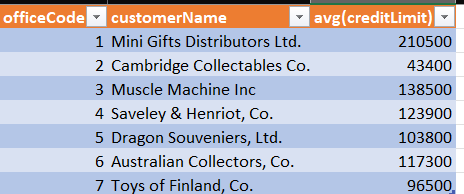 officeCode customerName avg(creditLimit)
1 Mini Gifts Distributors Ltd. 210500
2 Cambridge Collectables Co. 43400
3 Muscle Machine Inc 138500
4 Saveley & Henriot, Co. 123900
5 Dragon Souveniers, Ltd. 103800
6 Australian Collectors, Co. 117300
7 Toys of Finland, Co. 96500